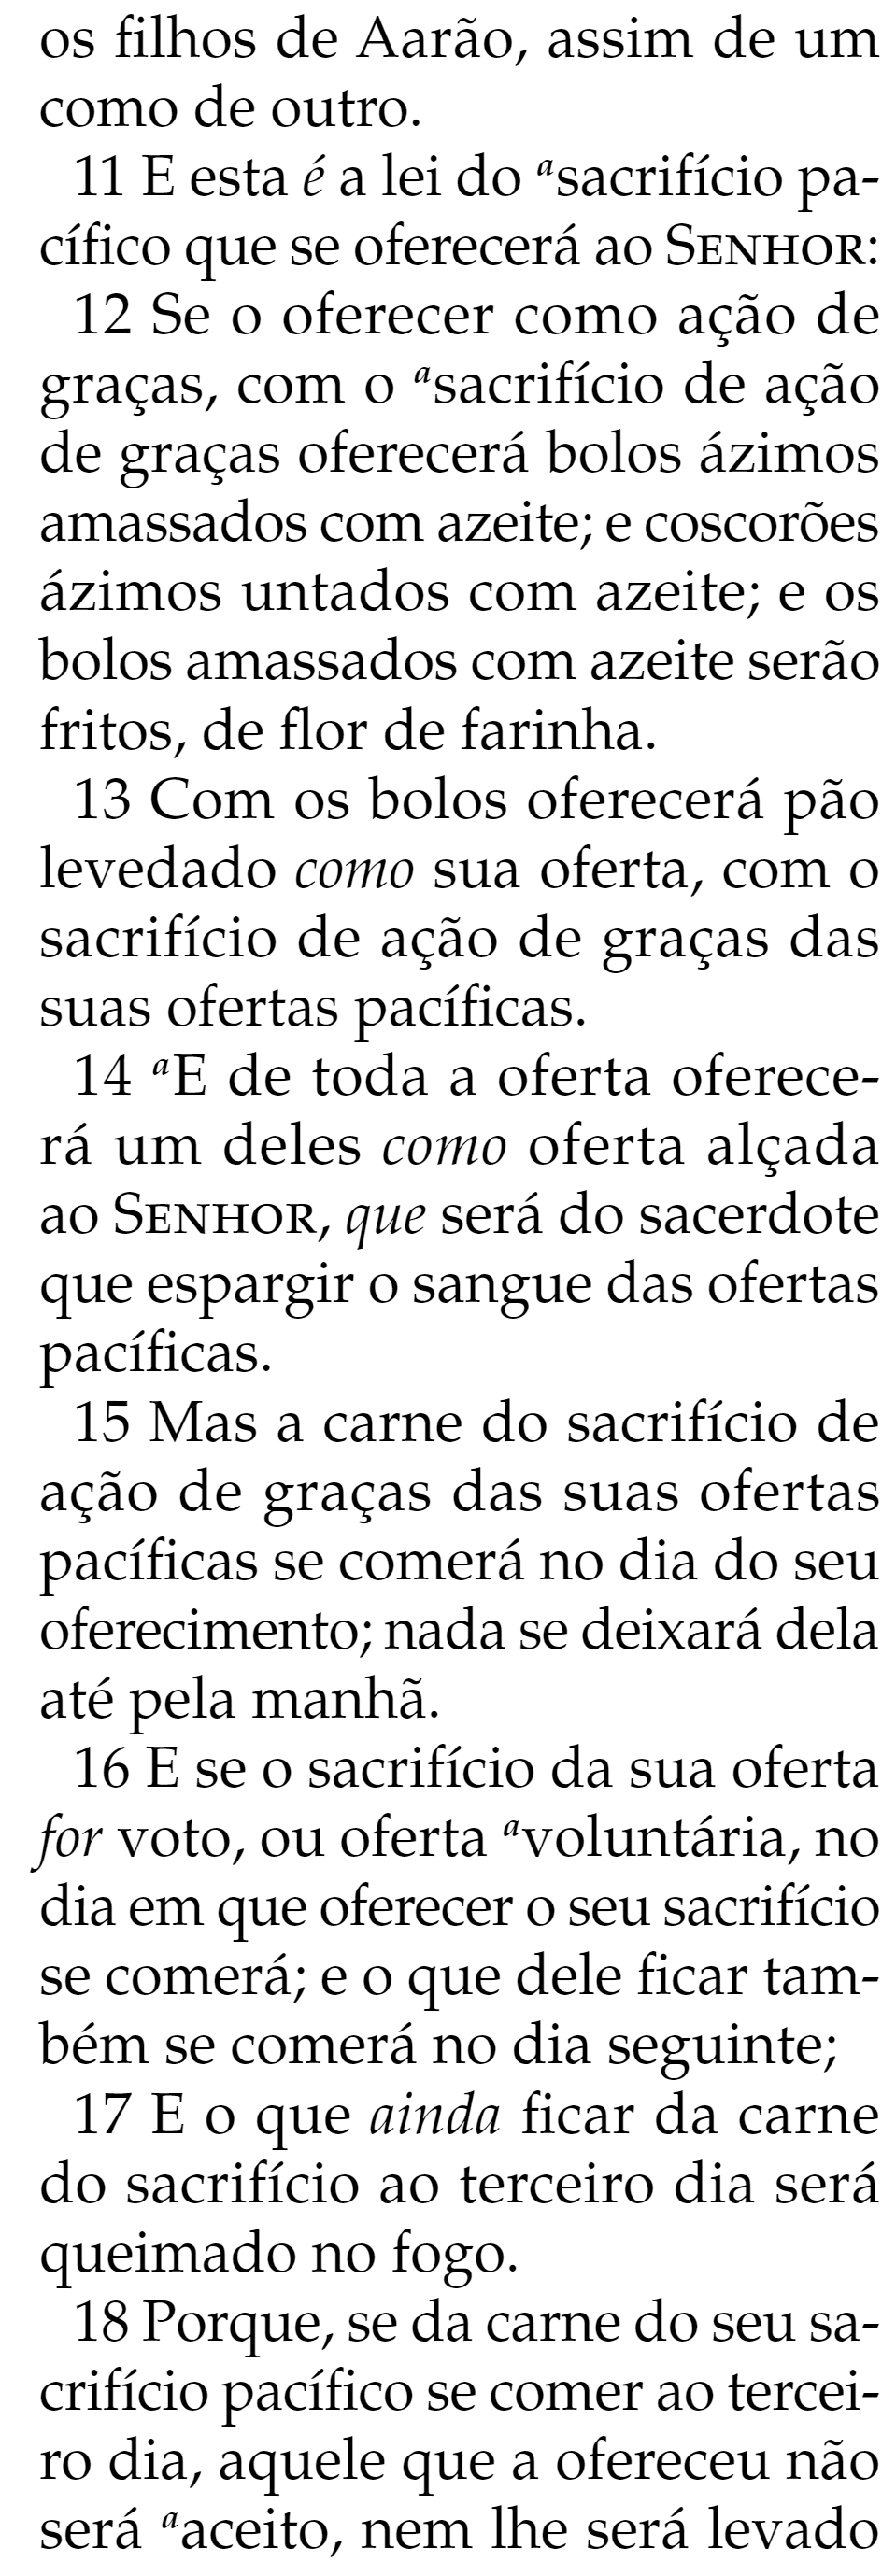 os filhos de Aarão, assim de um
como de outro.
11 E esta é a lei do ᵃsacrifício pa-
cífico que se oferecerá ao SENHOR:
12 Se o oferecer como ação de
graças, com o ᵃsacrifício de ação
de graças oferecerá bolos ázimos
amassados com azeite; e coscorões
ázimos untados com azeite; e os
bolos amassados com azeite serão
fritos, de flor de farinha.
13 Com os bolos oferecerá pão
levedado como sua oferta, com o
sacrifício de ação de graças das
suas ofertas pacíficas.
14 ᵃE de toda a oferta oferece-
rá um deles como oferta alçada
ao SENHOR, que será do sacerdote
que espargir o sangue das ofertas
pacíficas.
15 Mas a carne do sacrifício de
ação de graças das suas ofertas
pacíficas se comerá no dia do seu
oferecimento; nada se deixará dela
até pela manhã.
16 E se o sacrifício da sua oferta
for voto, ou oferta ᵃvoluntária, no
dia em que oferecer o seu sacrifício
se comerá; e o que dele ficar tam-
bém se comerá no dia seguinte;
17 E o que ainda ficar da carne
do sacrifício ao terceiro dia será
queimado no fogo.
18 Porque, se da carne do seu sa-
crifício pacífico se comer ao tercei-
ro dia, aquele que a ofereceu não
será ᵃaceito, nem lhe será levado